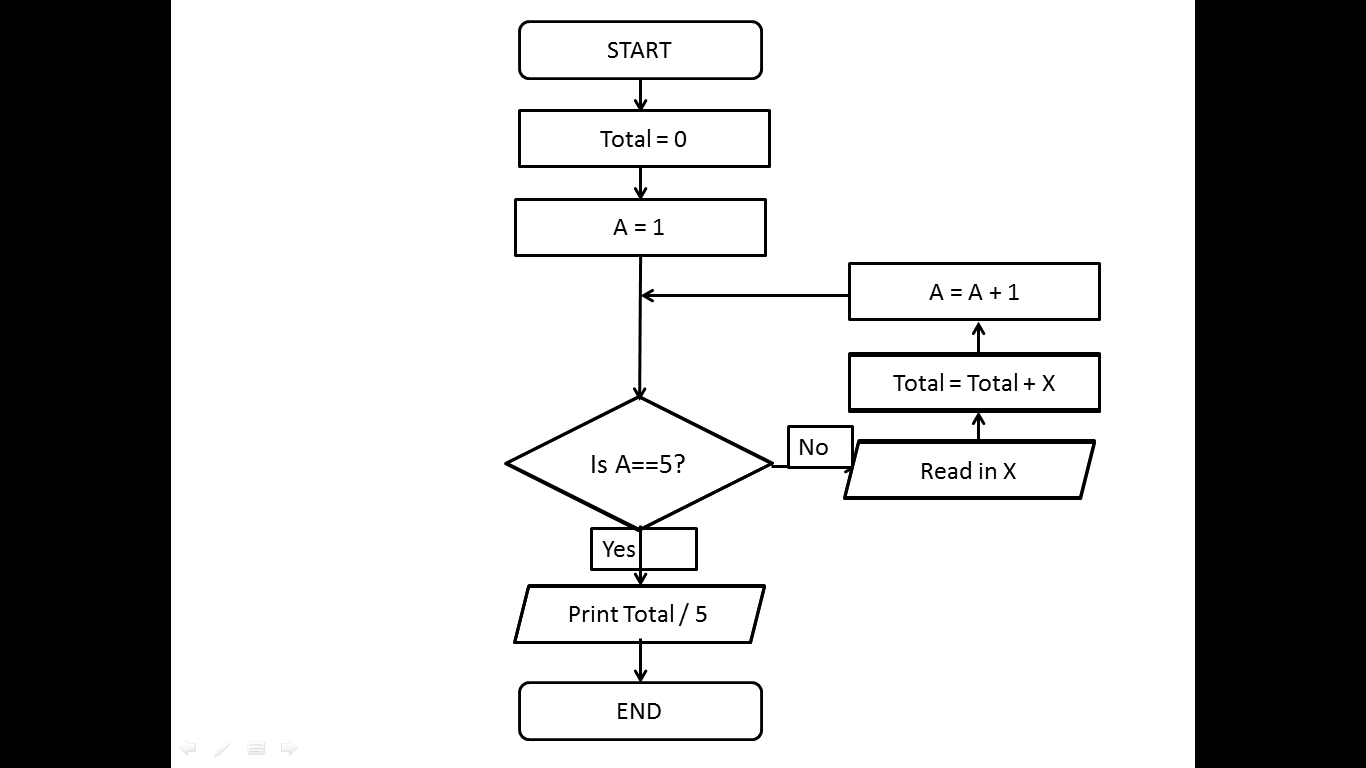 START
Total = 0
A = 1
A = A + 1
Total = Total + X
No
Read in X
Is A==5?
Yes
Print Total / 5
END